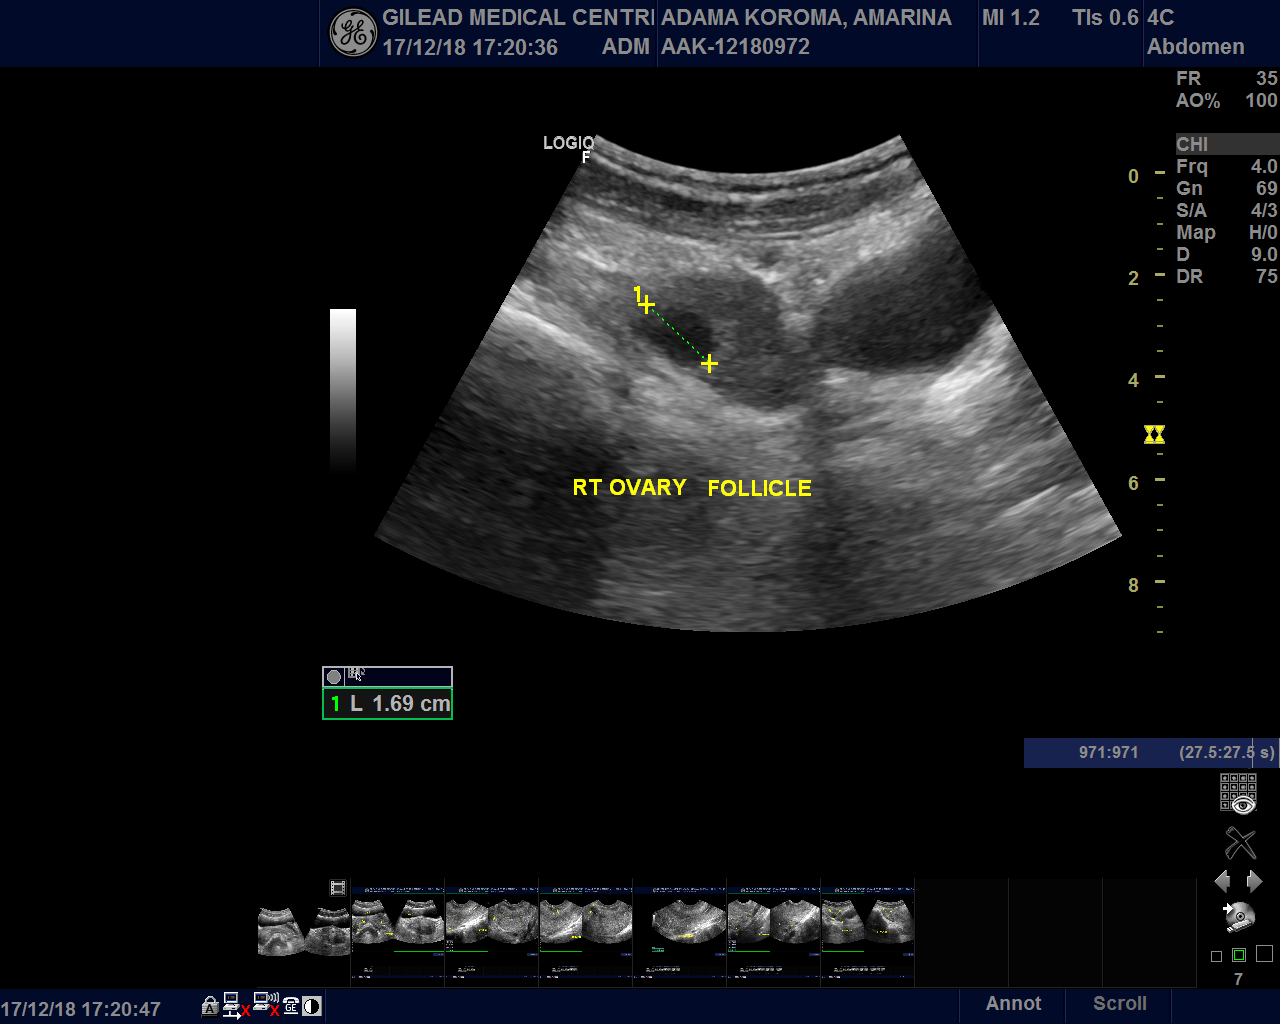 GILEAD MEDICAL CENTRI
17/12/18 17:20:36 ADM
ADAMA KOROMA, AMARINA
AAK-12180972
MI 1.2 TIs 0.6
4C
Abdomen
FR 35
AO% 100
CHI
Frq 4.0
Gn 69
S/A 4/3
Map H/0
D 9.0
DR 75
LOGIQ
F
0
2
4
6
8
1
RT OVARY FOLLICLE
1 L 1.69 cm
971:971 (27.5:27.5 s)
7
17/12/18 17:20:47
Annot
Scroll